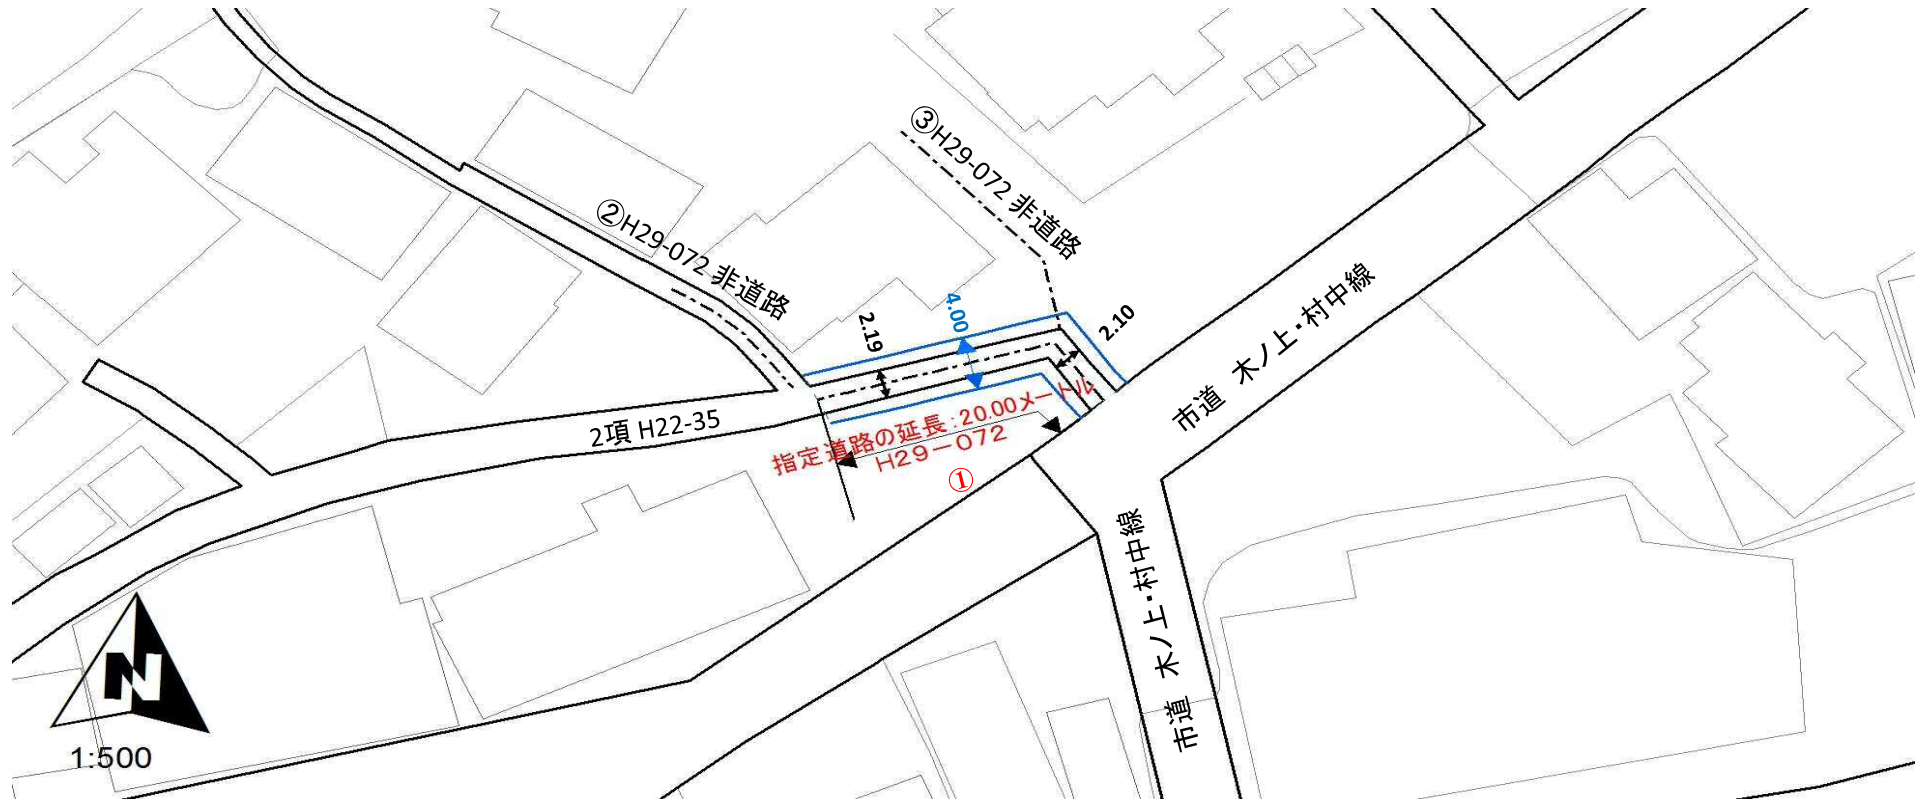 ③H29-072 非道路
②H29-072 非道路
4.00
2.19
2.10
市道 木ノ上・村中線
2項 H22-35
指定道路の延長：20.00メートル
H29－072
①
市道 木ノ上・村中線
N
1:500